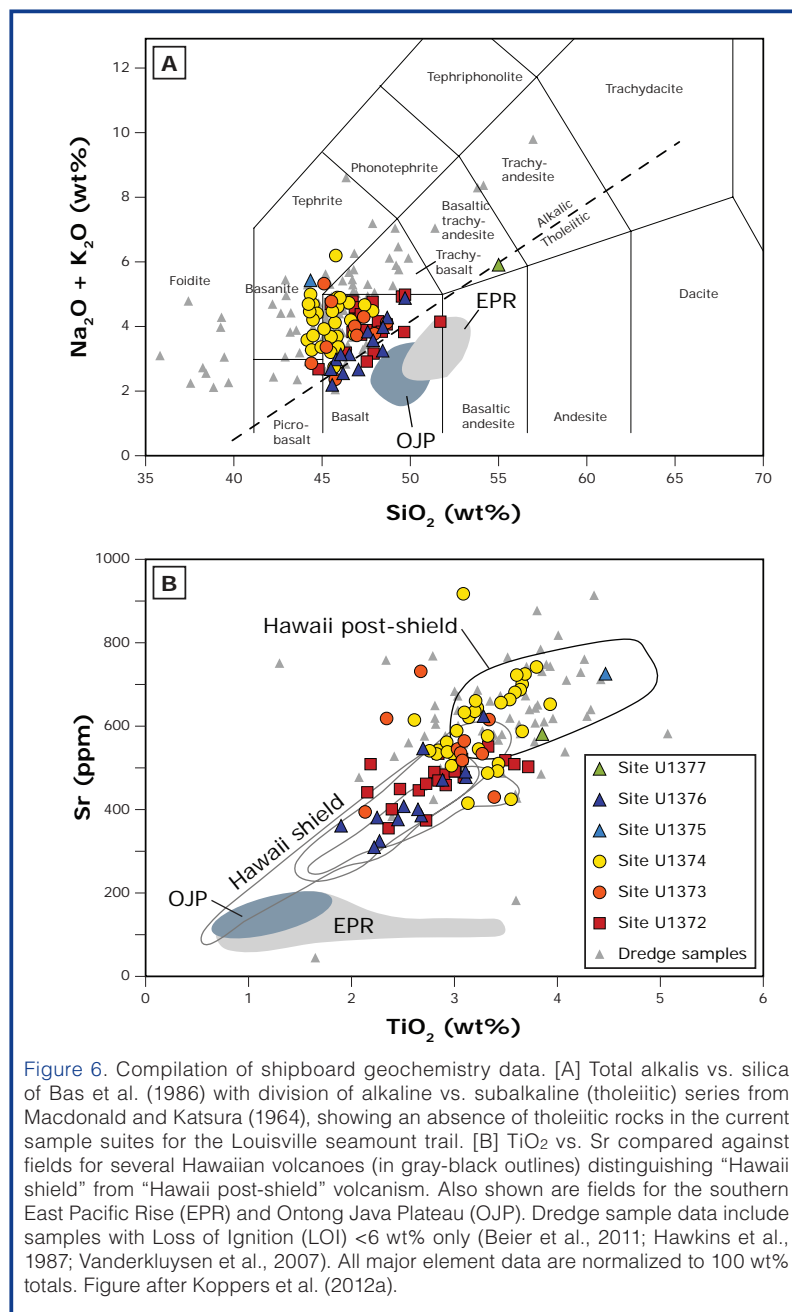 A
Na2O + K2O (wt%)
12
10
8
6
4
2
0
35
40
45
50
55
60
65
70
SiO2 (wt%)
Tephriphonolite
Trachydacite
Phonotephrite
Trachy-
andesite
Tephrite
Basaltic
trachy-
andesite
Alkalic
Tholeiitic
Trachy-
basalt
Foidite
Basanite
Dacite
EPR
OJP
Picro-
basalt
Basalt
Basaltic
andesite
Andesite
B
Sr (ppm)
1000
800
600
400
200
0
0
1
2
3
4
5
6
TiO2 (wt%)
Hawaii post-shield
Hawaii shield
OJP
EPR
Site U1377
Site U1376
Site U1375
Site U1374
Site U1373
Site U1372
Dredge samples
Figure 6. Compilation of shipboard geochemistry data. [A] Total alkalis vs. silica
of Bas et al. (1986) with division of alkaline vs. subalkaline (tholeiitic) series from
Macdonald and Katsura (1964), showing an absence of tholeiitic rocks in the current
sample suites for the Louisville seamount trail. [B] TiO2 vs. Sr compared against
fields for several Hawaiian volcanoes (in gray-black outlines) distinguishing “Hawaii
shield” from “Hawaii post-shield” volcanism. Also shown are fields for the southern
East Pacific Rise (EPR) and Ontong Java Plateau (OJP). Dredge sample data include
samples with Loss of Ignition (LOI) <6 wt% only (Beier et al., 2011; Hawkins et al.,
1987; Vanderkluysen et al., 2007). All major element data are normalized to 100 wt%
totals. Figure after Koppers et al. (2012a).